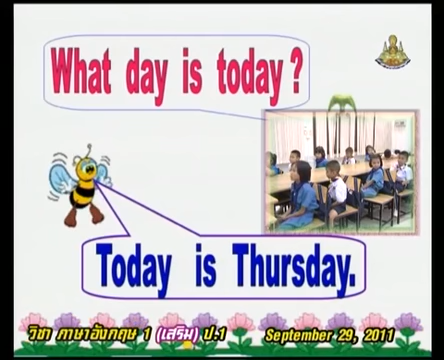 What day is today?
Today is Thursday.
วิชา ภาษาอังกฤษ 1 (เสริม) ป.1 September 29, 2011